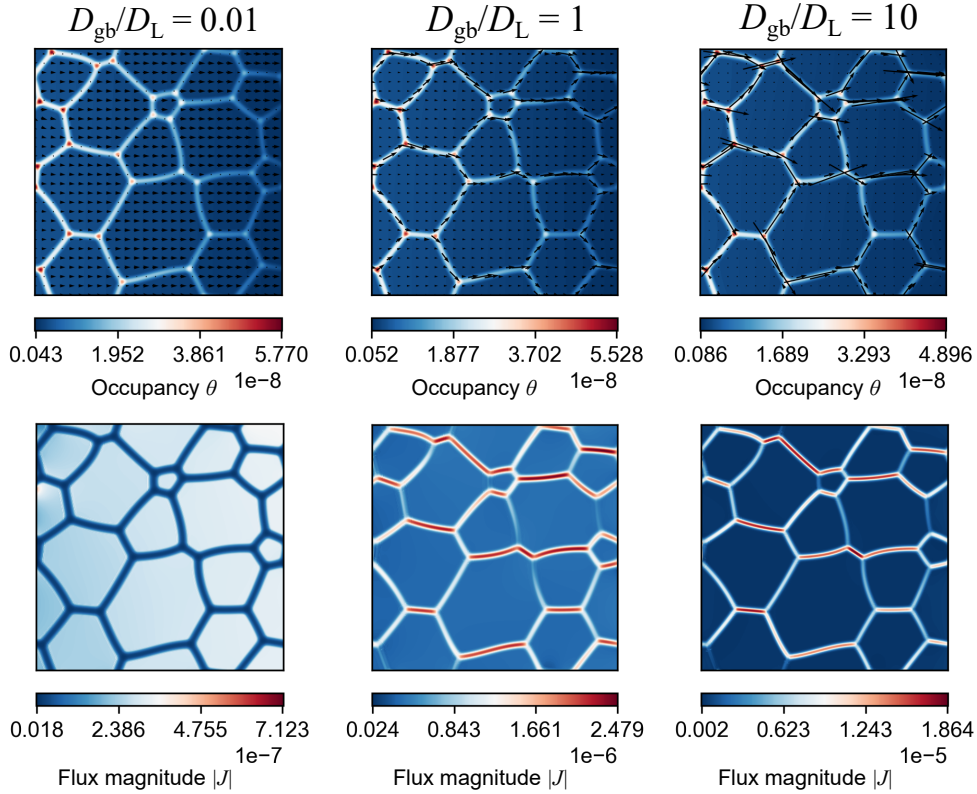 D_gb/D_L = 0.01 D_gb/D_L = 1 D_gb/D_L = 10
0.043 1.952 3.861 5.770 0.052 1.877 3.702 5.528 0.086 1.689 3.293 4.896
1e-8 1e-8 1e-8
Occupancy θ Occupancy θ Occupancy θ
0.018 2.386 4.755 7.123 0.024 0.843 1.661 2.479 0.002 0.623 1.243 1.864
1e-7 1e-6 1e-5
Flux magnitude |J| Flux magnitude |J| Flux magnitude |J|